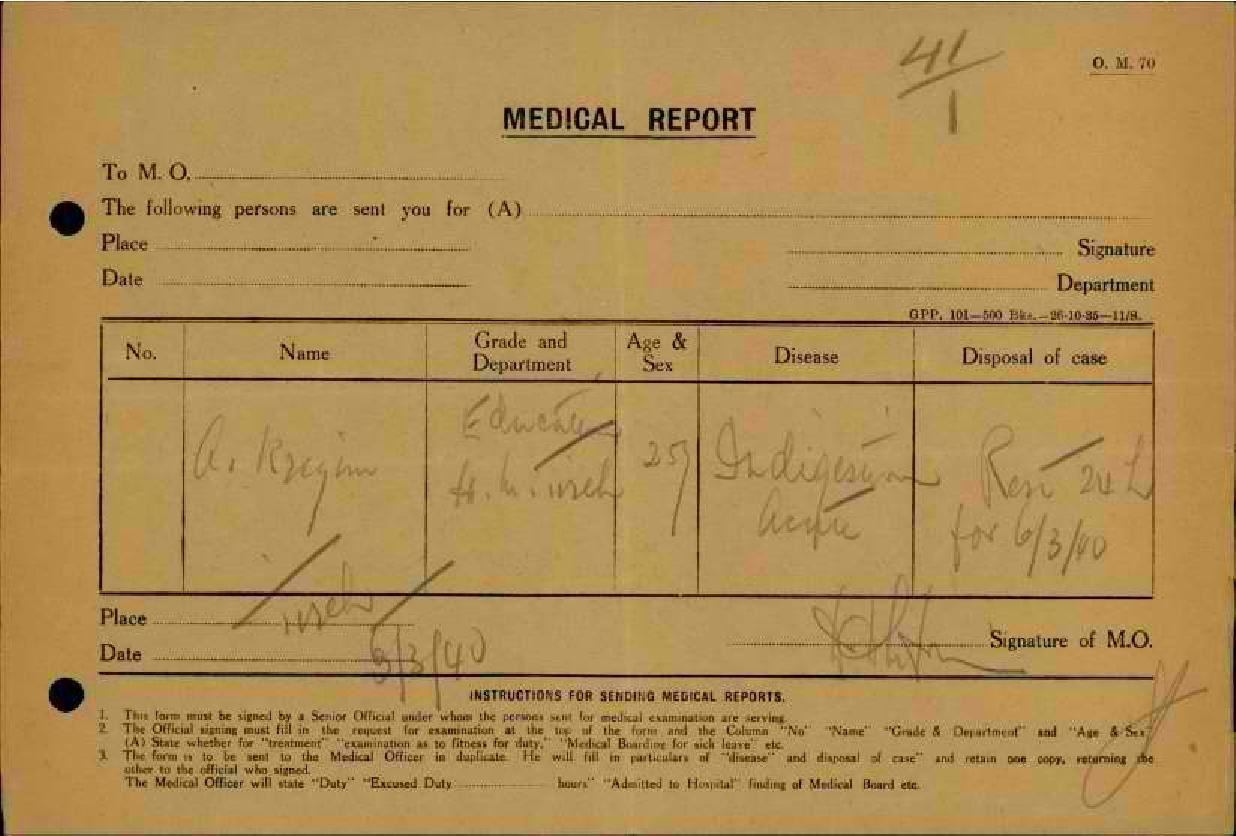 41/1
O. M. 70
MEDICAL REPORT
To M. O.
The following persons are sent you for (A)
Place
Signature
Date
Department
GPP. 101—500 Bks.—26-10-35—11/8.
No. Name Grade and Department Age & Sex Disease Disposal of case
Education
A. 25 Indigestion Rest 24 h
H. M. acute for 6/3/40
Place
Date 5/3/40
Signature of M.O.
INSTRUCTIONS FOR SENDING MEDICAL REPORTS.
1. This form must be signed by a Senior Official under whom the persons sent for medical examination are serving.
2. The Official signing must fill in the request for examination at the top of the form and the Column "No" "Name" "Grade & Department" and "Age & Sex"
(A) State whether for "treatment" "examination as to fitness for duty," "Medical Boarding for sich leave" etc.
3. The form is to be sent to the Medical Officer in duplicate. He will fill in particulars of "disease" and disposal of case" and retain one copy, returning the
other to the official who signed.
The Medical Officer will state "Duty" "Excused Duty hours" "Admitted to Hospital" finding of Medical Board etc.